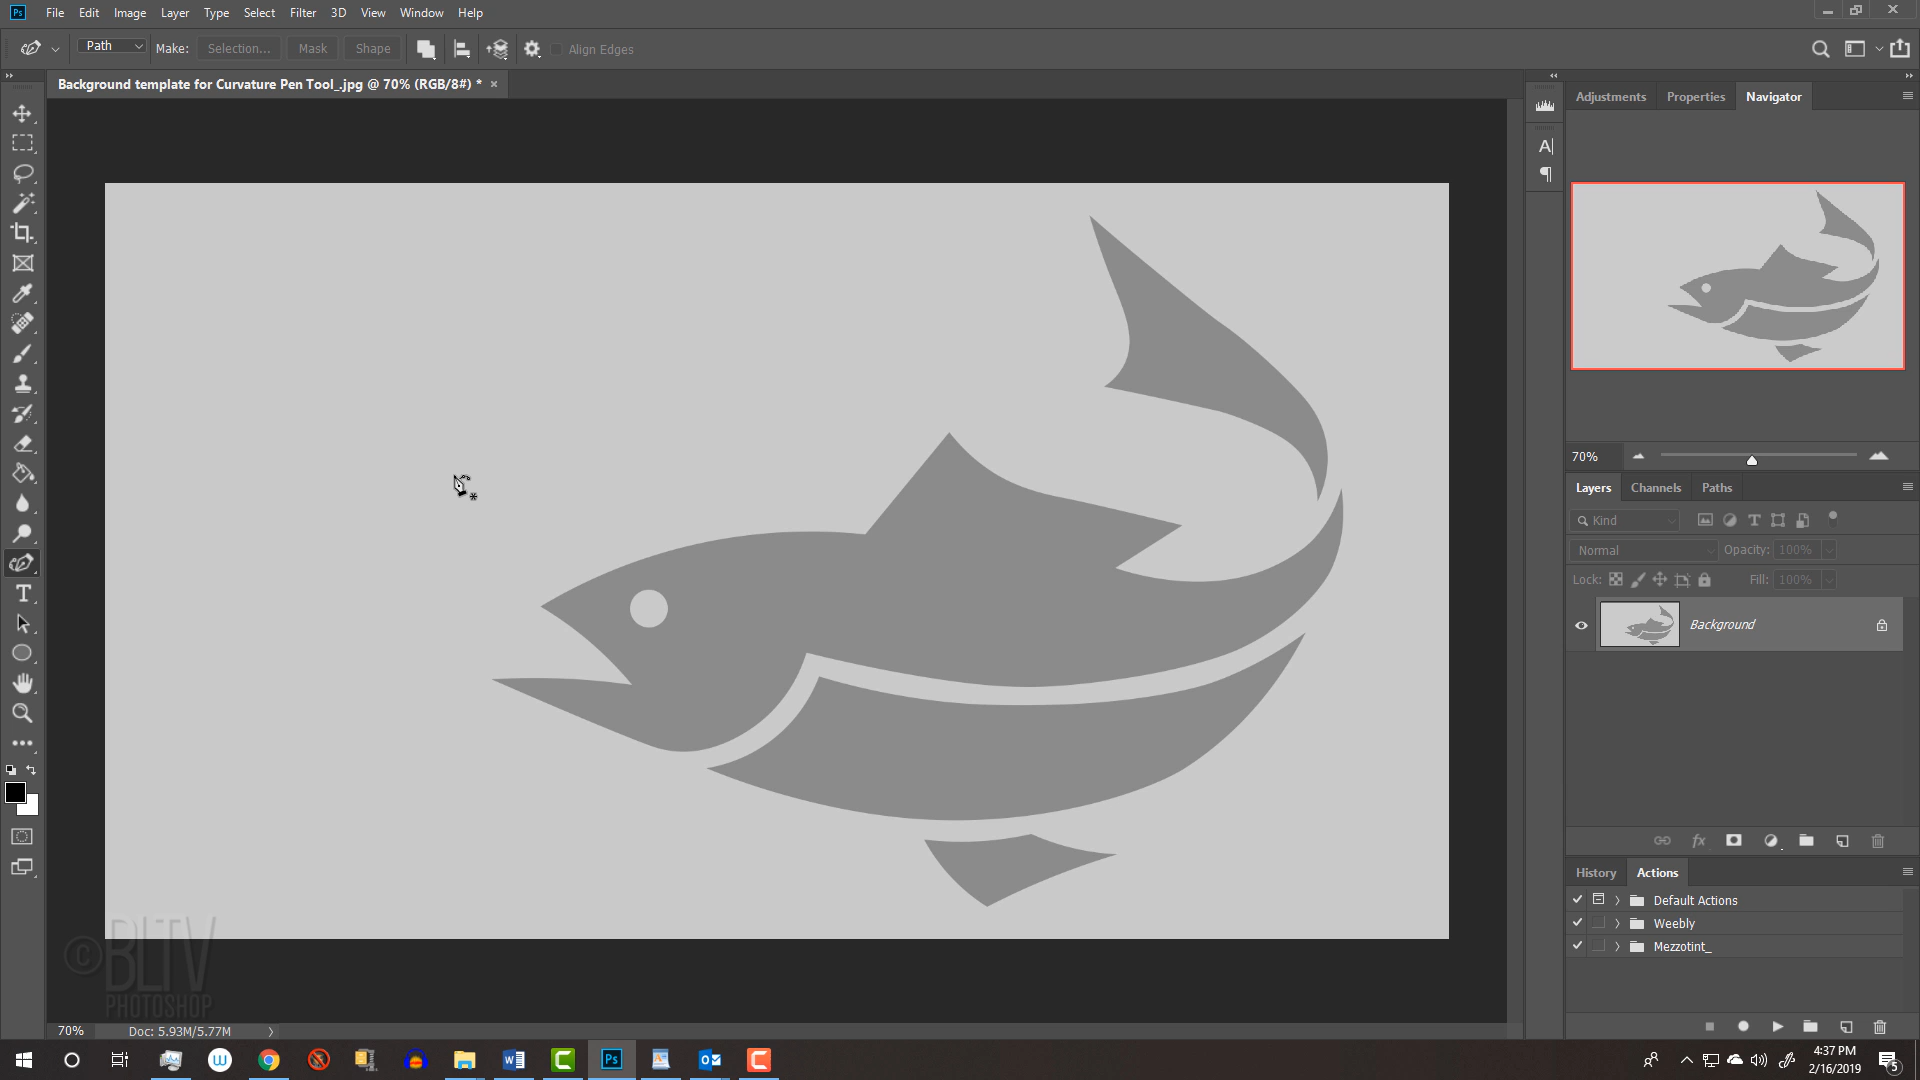 Ps File Edit Image Layer Type Select Filter 3D View Window Help
Path Make: Selection... Mask Shape Align Edges
Background template for Curvature Pen Tool_.jpg @ 70% (RGB/8#) * ×
Adjustments Properties Navigator
70%
Layers Channels Paths
Kind
Normal Opacity: 100%
Lock: Fill: 100%
Background
History Actions
Default Actions
Weebly
Mezzotint_
© BLTV
PHOTOSHOP
70% Doc: 5.93M/5.77M
4:37 PM
2/16/2019
5